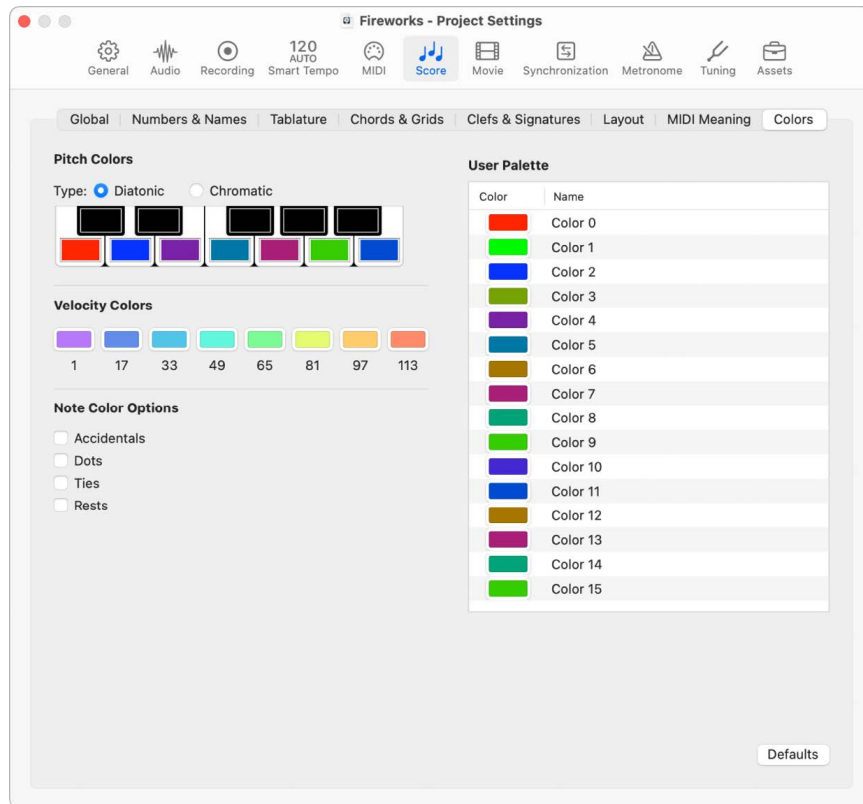 Fireworks - Project Settings
120
AUTO
General Audio Recording Smart Tempo MIDI Score Movie Synchronization Metronome Tuning Assets
Global Numbers & Names Tablature Chords & Grids Clefs & Signatures Layout MIDI Meaning Colors
Pitch Colors
Type: Diatonic Chromatic
Velocity Colors
1 17 33 49 65 81 97 113
Note Color Options
Accidentals
Dots
Ties
Rests
User Palette
Color Name
Color 0
Color 1
Color 2
Color 3
Color 4
Color 5
Color 6
Color 7
Color 8
Color 9
Color 10
Color 11
Color 12
Color 13
Color 14
Color 15
Defaults